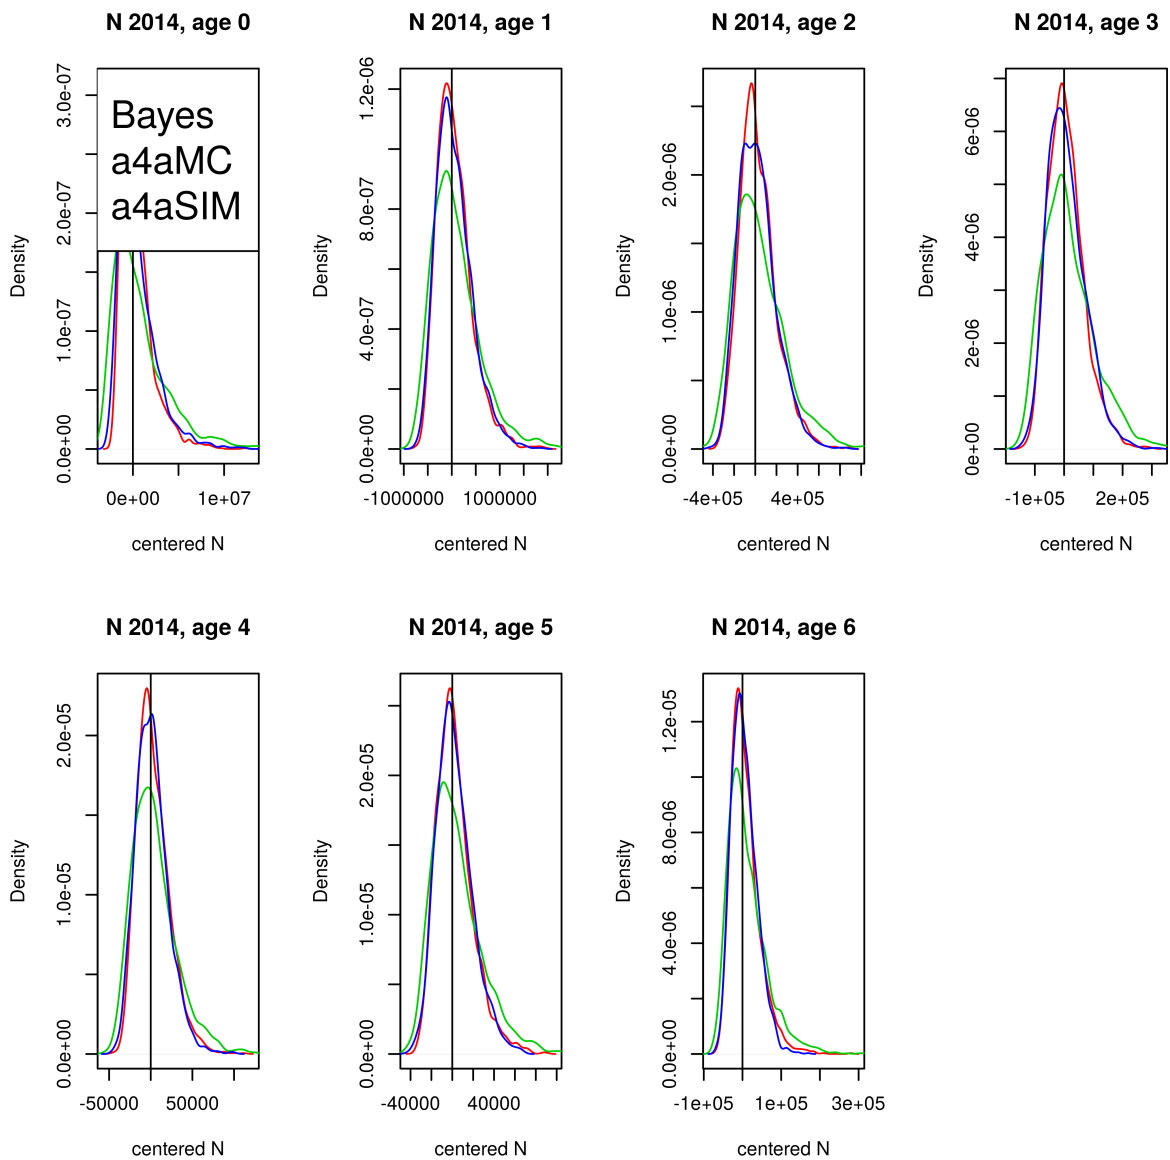 N 2014, age 0
Density
0.0e+00 1.0e-07 2.0e-07 3.0e-07
Bayes
a4aMC
a4aSIM
0e+00 1e+07
centered N
N 2014, age 1
Density
0.0e+00 4.0e-07 8.0e-07 1.2e-06
-1000000 1000000
centered N
N 2014, age 2
Density
0.0e+00 1.0e-06 2.0e-06
-4e+05 4e+05
centered N
N 2014, age 3
Density
0e+00 2e-06 4e-06 6e-06
-1e+05 2e+05
centered N
N 2014, age 4
Density
0.0e+00 1.0e-05 2.0e-05
-50000 50000
centered N
N 2014, age 5
Density
0.0e+00 1.0e-05 2.0e-05
-40000 40000
centered N
N 2014, age 6
Density
0.0e+00 4.0e-06 8.0e-06 1.2e-05
-1e+05 1e+05 3e+05
centered N